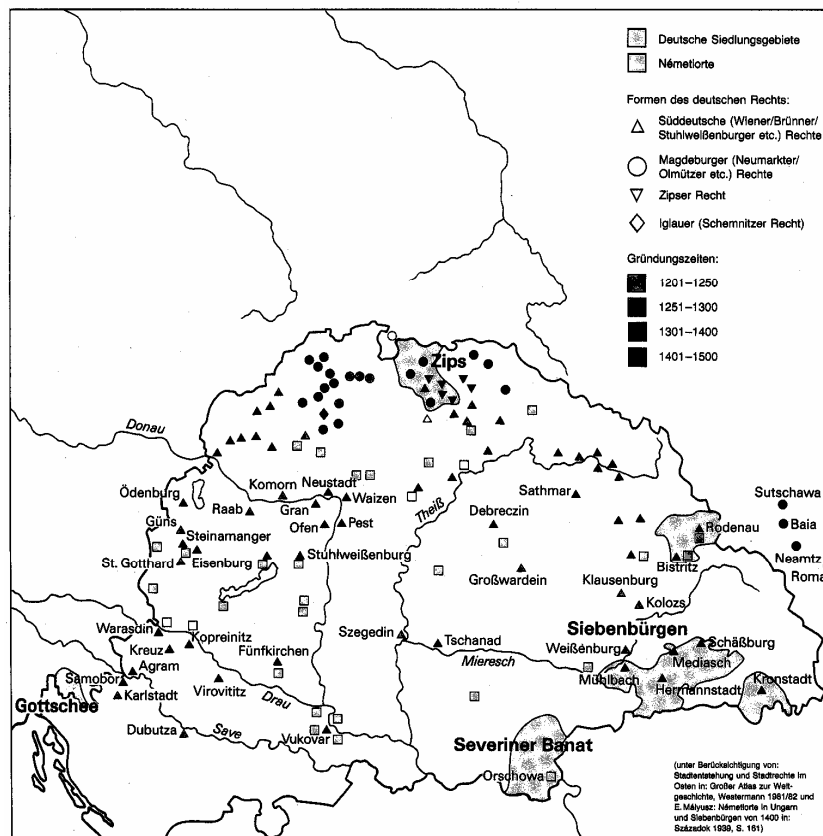 Deutsche Siedlungsgebiete
Németiorte
Formen des deutschen Rechts:
Süddeutsche (Wiener/Brünner/
Stuhlweißenburger etc.) Rechte
Magdeburger (Neumarkter/
Olmützer etc.) Rechte
Zipser Recht
Iglauer (Schemnitzer Recht)
Gründungszeiten:
1201–1250
1251–1300
1301–1400
1401–1500
Zips
Donau
Ödenburg
Komorn
Neustadt
Waizen
Raab
Gran
Ofen
Pest
Theiß
Sathmar
Debreczin
Sutschawa
Baia
Neamtz
Roma
Rodenau
Bistritz
Güns
Steinamanger
St. Gotthard
Eisenburg
Stuhlweißenburg
Großwardein
Klausenburg
Kolozs
Siebenbürgen
Warasdin
Kopreinitz
Kreuz
Fünfkirchen
Szegedin
Tschanad
Mieresch
Weißenburg
Schäßburg
Mediasch
Mühlbach
Hermannstadt
Kronstadt
Agram
Samobor
Karlstadt
Virovititz
Gottschee
Drau
Dubutza
Save
Vukovar
Severiner Banat
Orschowa
(unter Berücksichtigung von:
Stadtentstehung und Stadtrechte im
Osten in: Großer Atlas zur Welt-
geschichte, Westermann 1981/82 und
E. Mályusz: Németiorte in Ungarn
und Siebenbürgen von 1400 in:
Századok 1939, S. 161)